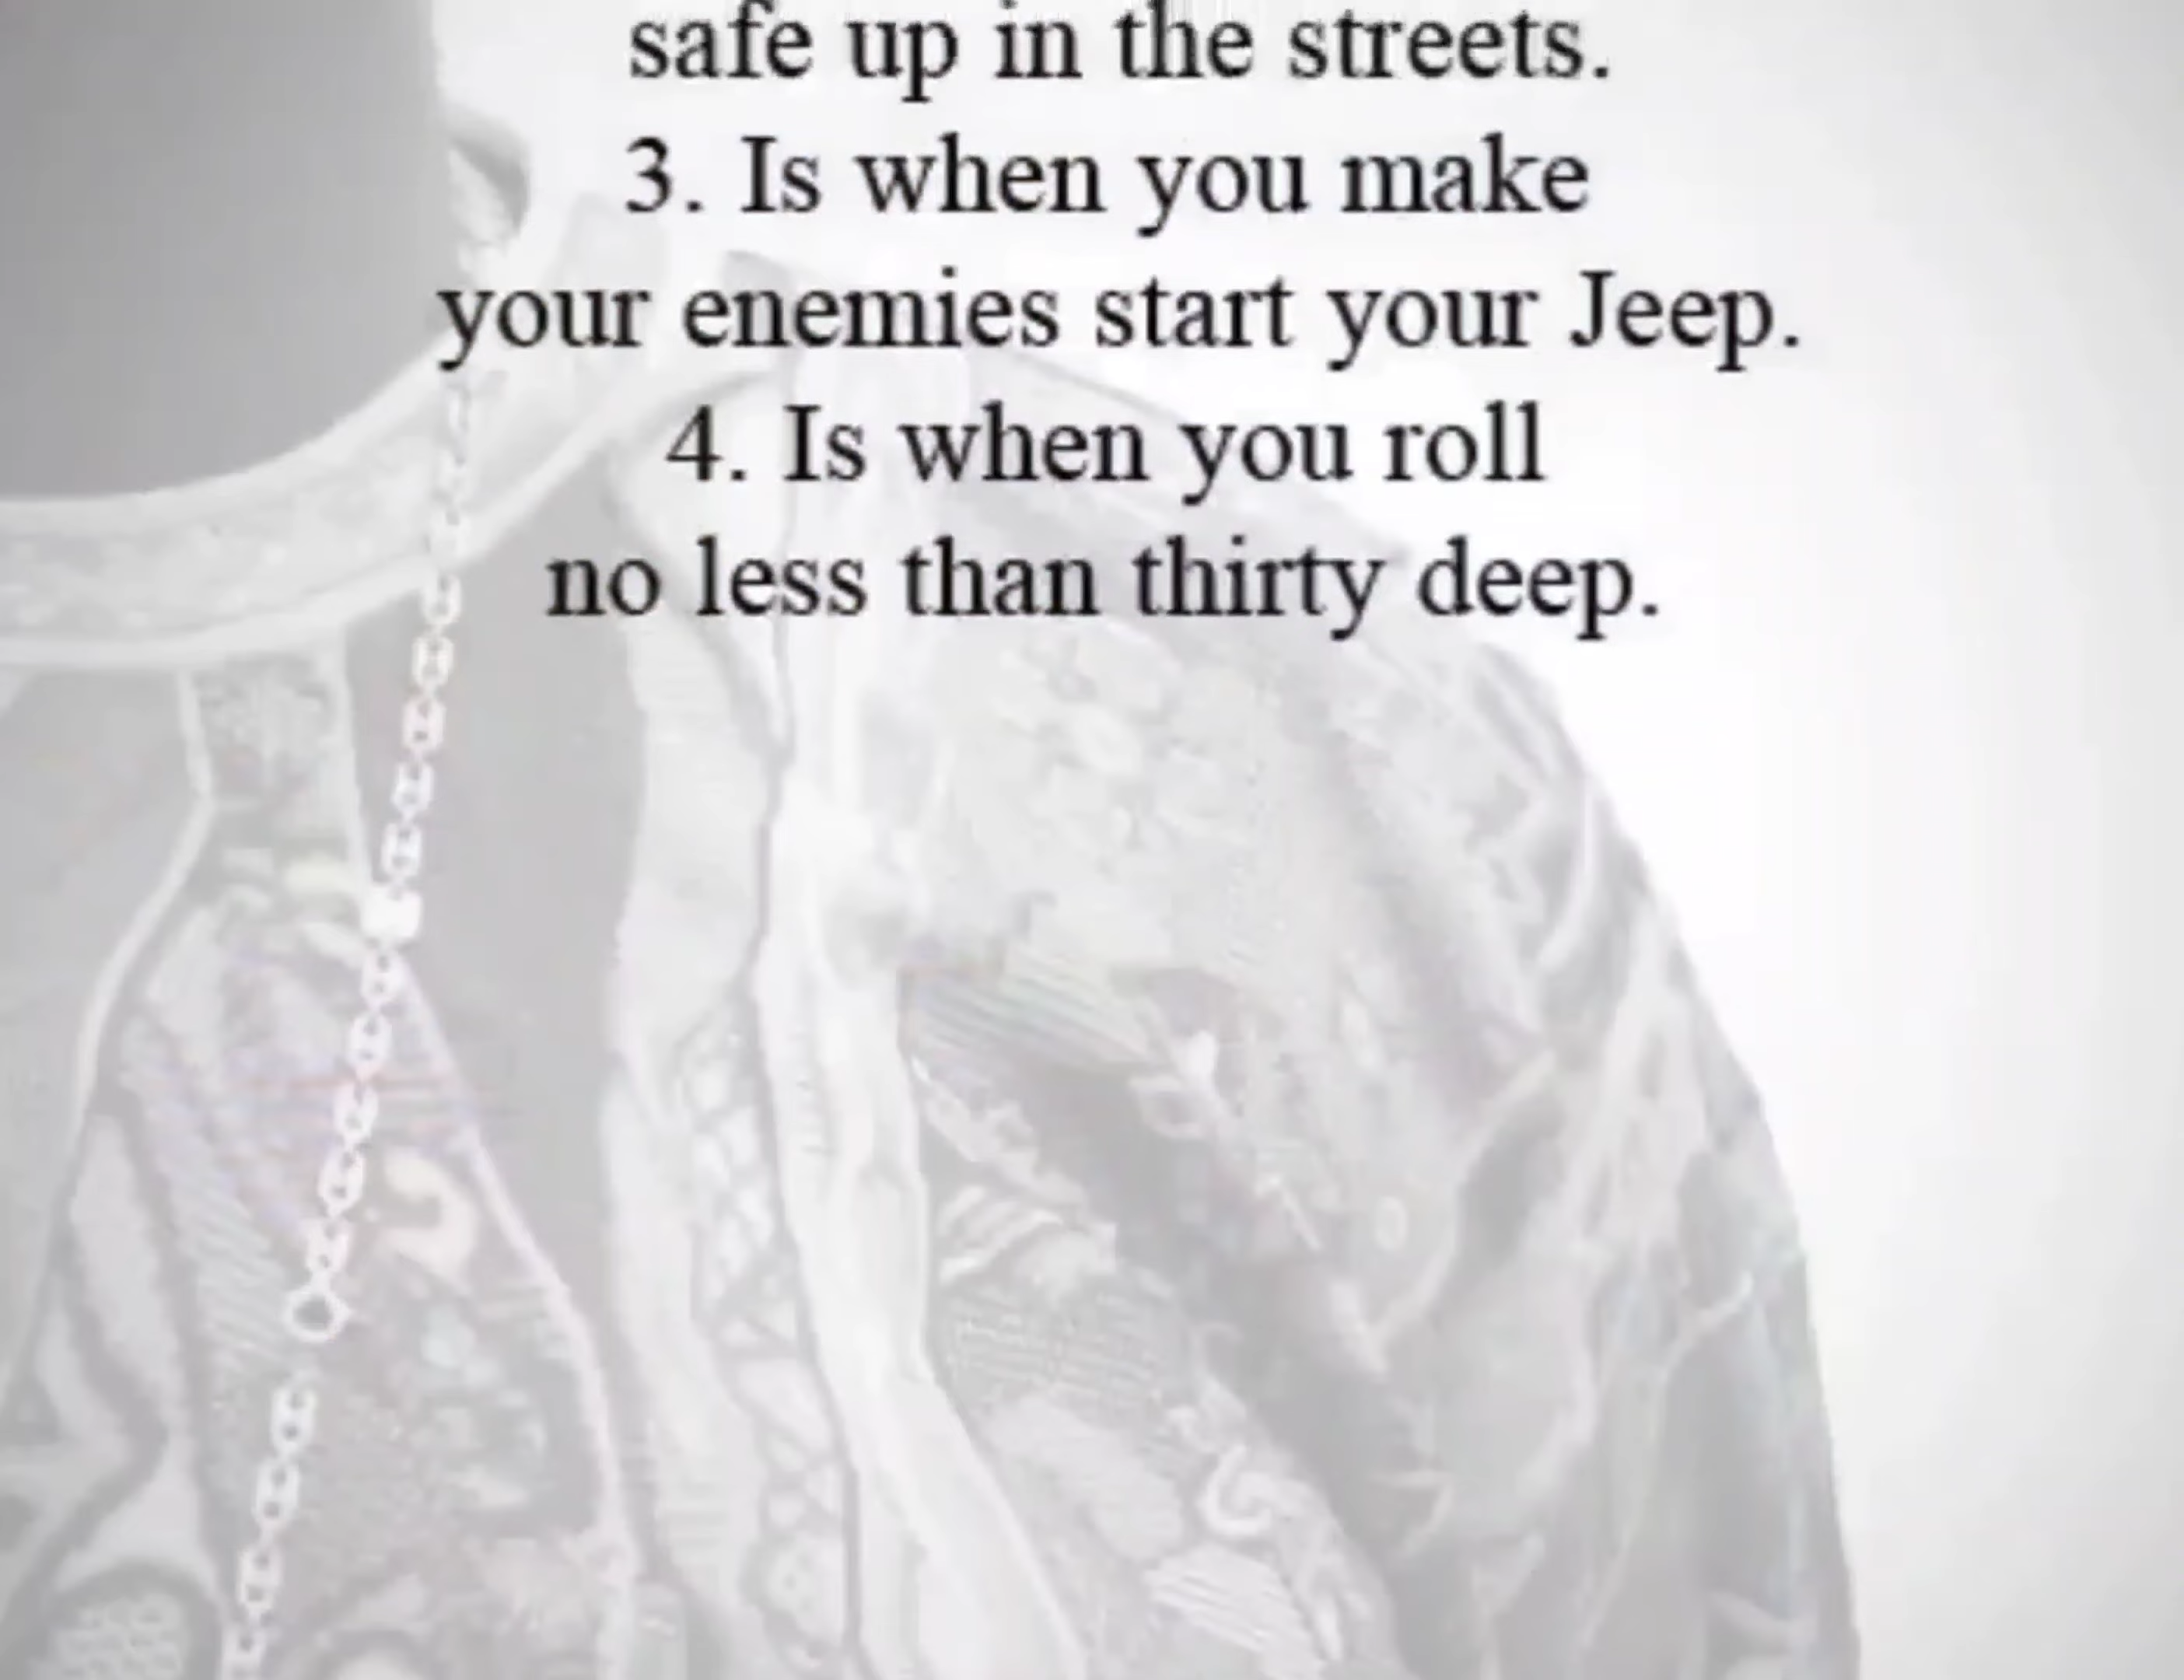 safe up in the streets.
3. Is when you make
your enemies start your Jeep.
4. Is when you roll
no less than thirty deep.